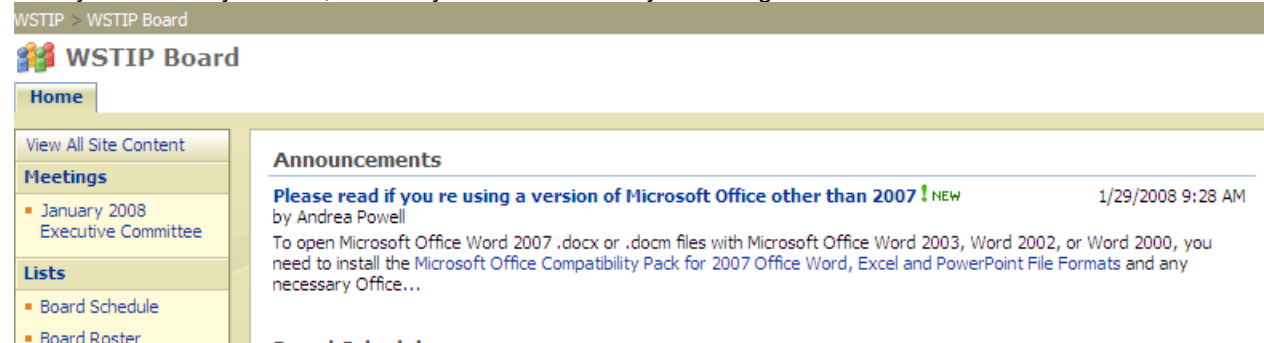 WSTIP > WSTIP Board
WSTIP Board
Home
View All Site Content
Meetings
January 2008
Executive Committee
Lists
Board Schedule
Board Roster
Announcements
Please read if you re using a version of Microsoft Office other than 2007 ! NEW 1/29/2008 9:28 AM
by Andrea Powell
To open Microsoft Office Word 2007 .docx or .docm files with Microsoft Office Word 2003, Word 2002, or Word 2000, you
need to install the Microsoft Office Compatibility Pack for 2007 Office Word, Excel and PowerPoint File Formats and any
necessary Office...